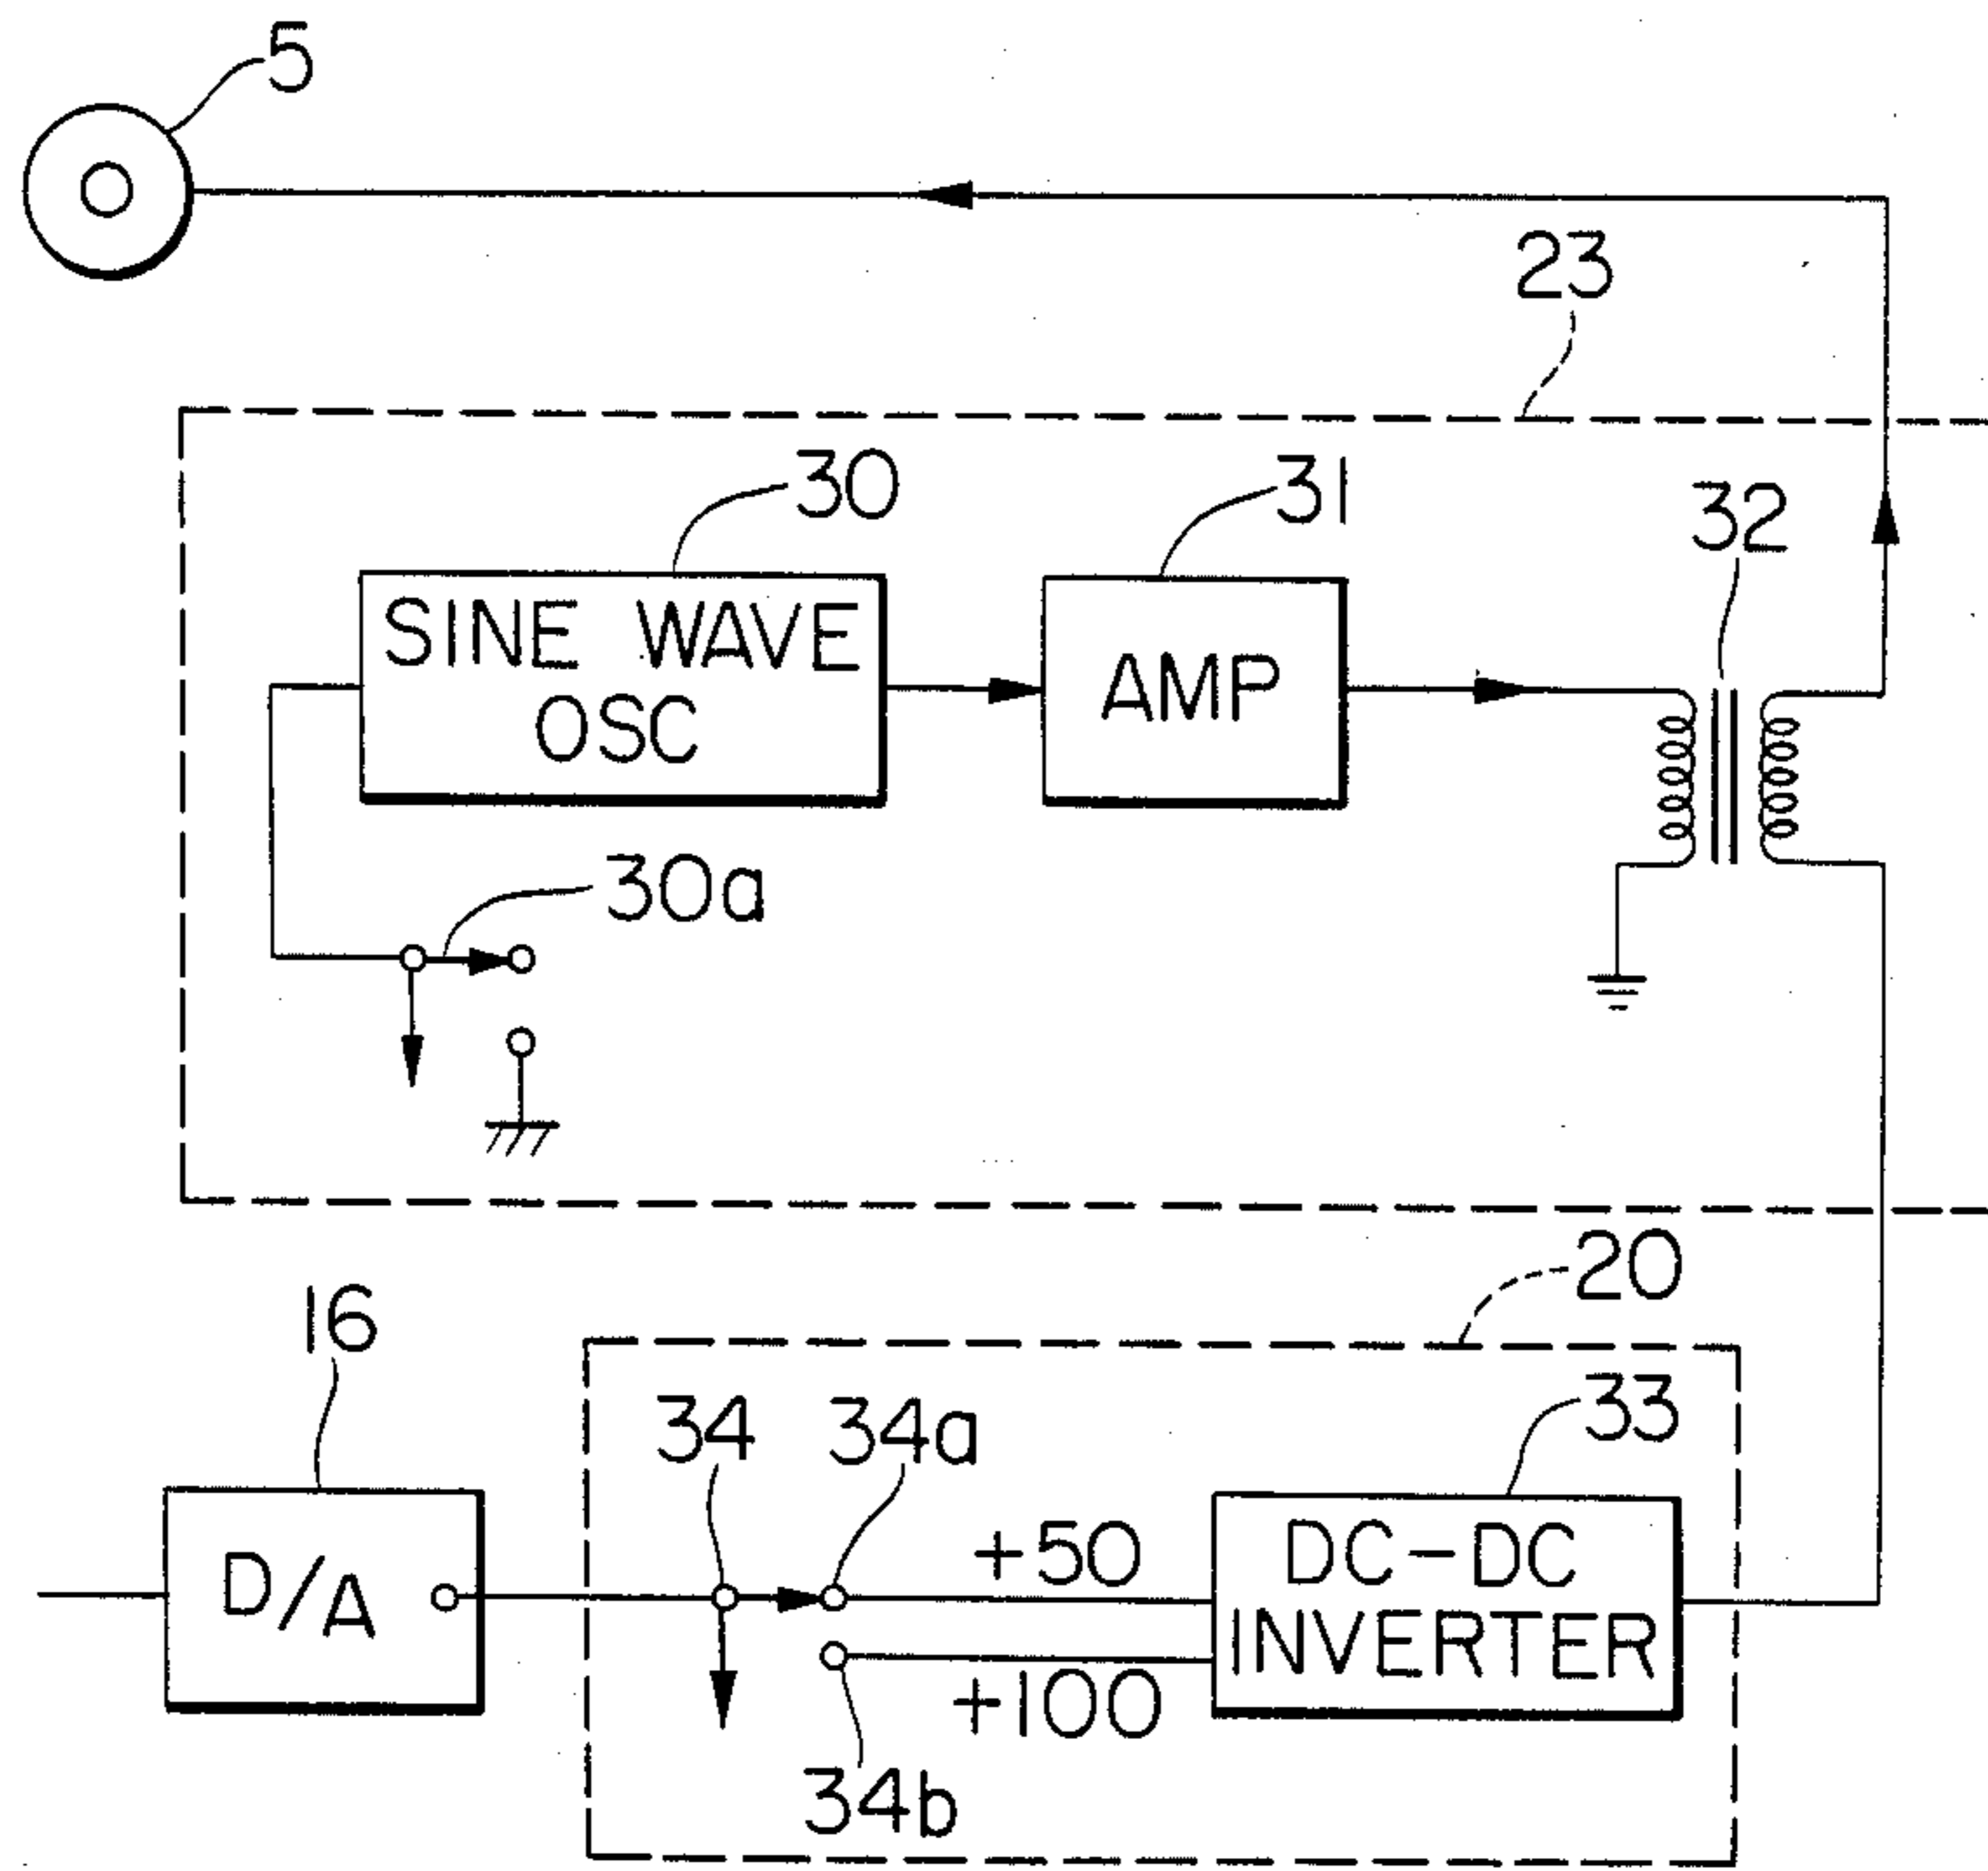 5
23
30
31
32
SINE WAVE
OSC
AMP
30a
20
16
33
34
34a
D/A
+50
DC-DC
INVERTER
+100
34b